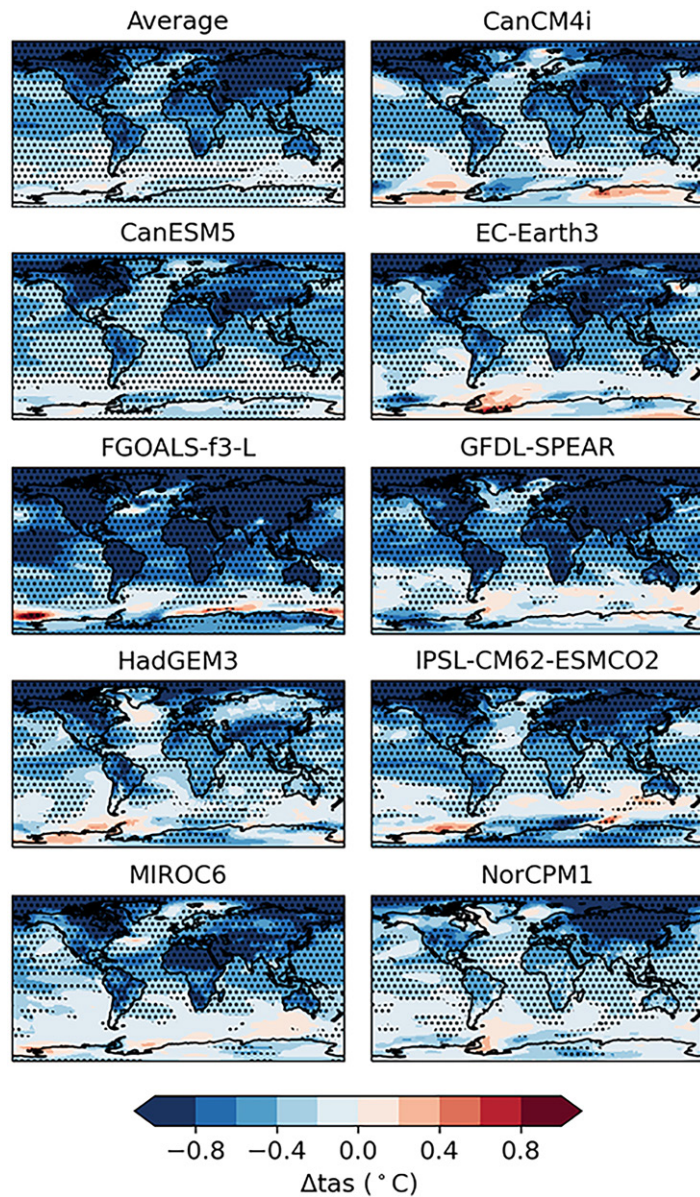 Average
CanCM4i
CanESM5
EC-Earth3
FGOALS-f3-L
GFDL-SPEAR
HadGEM3
IPSL-CM62-ESMCO2
MIROC6
NorCPM1
−0.8 −0.4 0.0 0.4 0.8
Δtas (°C)